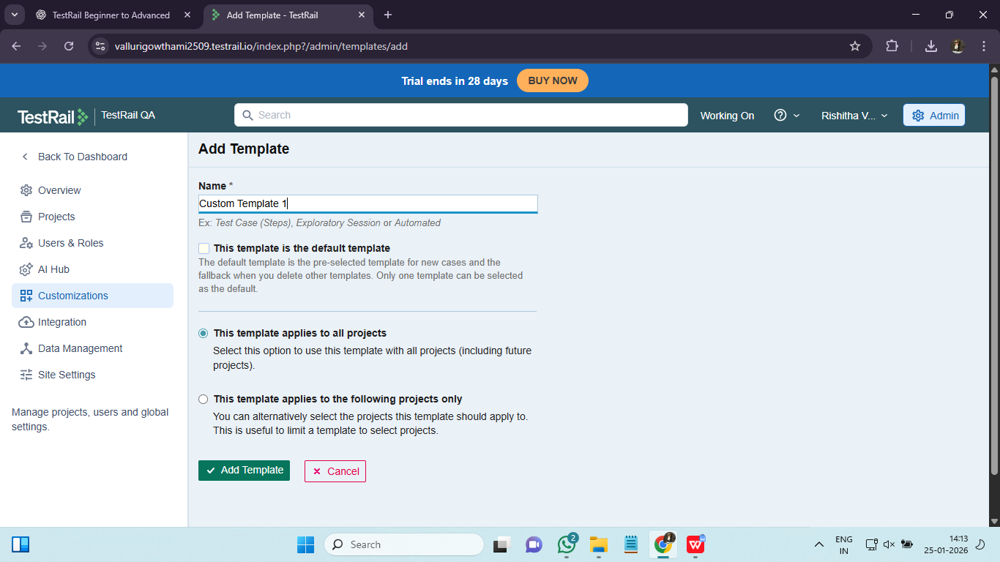 TestRail Beginner to Advanced
Add Template - TestRail
vallurigowthami2509.testrail.io/index.php?/admin/templates/add
Trial ends in 28 days
BUY NOW
TestRail
TestRail QA
Search
Working On
Rishitha V...
Admin
Back To Dashboard
Overview
Projects
Users & Roles
AI Hub
Customizations
Integration
Data Management
Site Settings
Manage projects, users and global
settings.
Add Template
Name *
Custom Template 1
Ex: Test Case (Steps), Exploratory Session or Automated
This template is the default template
The default template is the pre-selected template for new cases and the
fallback when you delete other templates. Only one template can be selected
as the default.
This template applies to all projects
Select this option to use this template with all projects (including future
projects).
This template applies to the following projects only
You can alternatively select the projects this template should apply to.
This is useful to limit a template to select projects.
Add Template
Cancel
Search
2
ENG
IN
14:13
25-01-2026